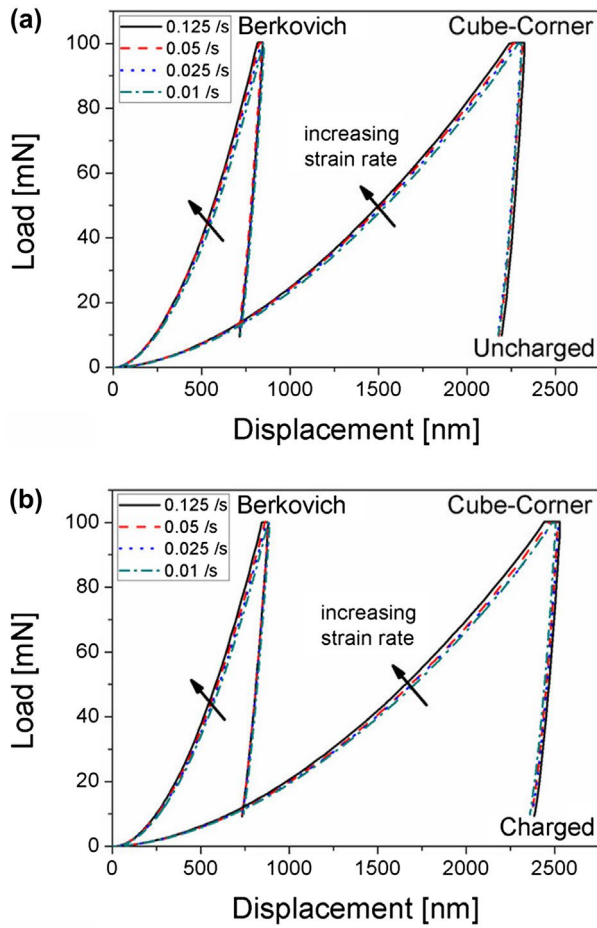 (a)
Berkovich
Cube-Corner
0.125 /s
0.05 /s
0.025 /s
0.01 /s
increasing
strain rate
Uncharged
Load [mN]
100
80
60
40
20
0
0
500
1000
1500
2000
2500
Displacement [nm]
(b)
Berkovich
Cube-Corner
0.125 /s
0.05 /s
0.025 /s
0.01 /s
increasing
strain rate
Charged
Load [mN]
100
80
60
40
20
0
0
500
1000
1500
2000
2500
Displacement [nm]